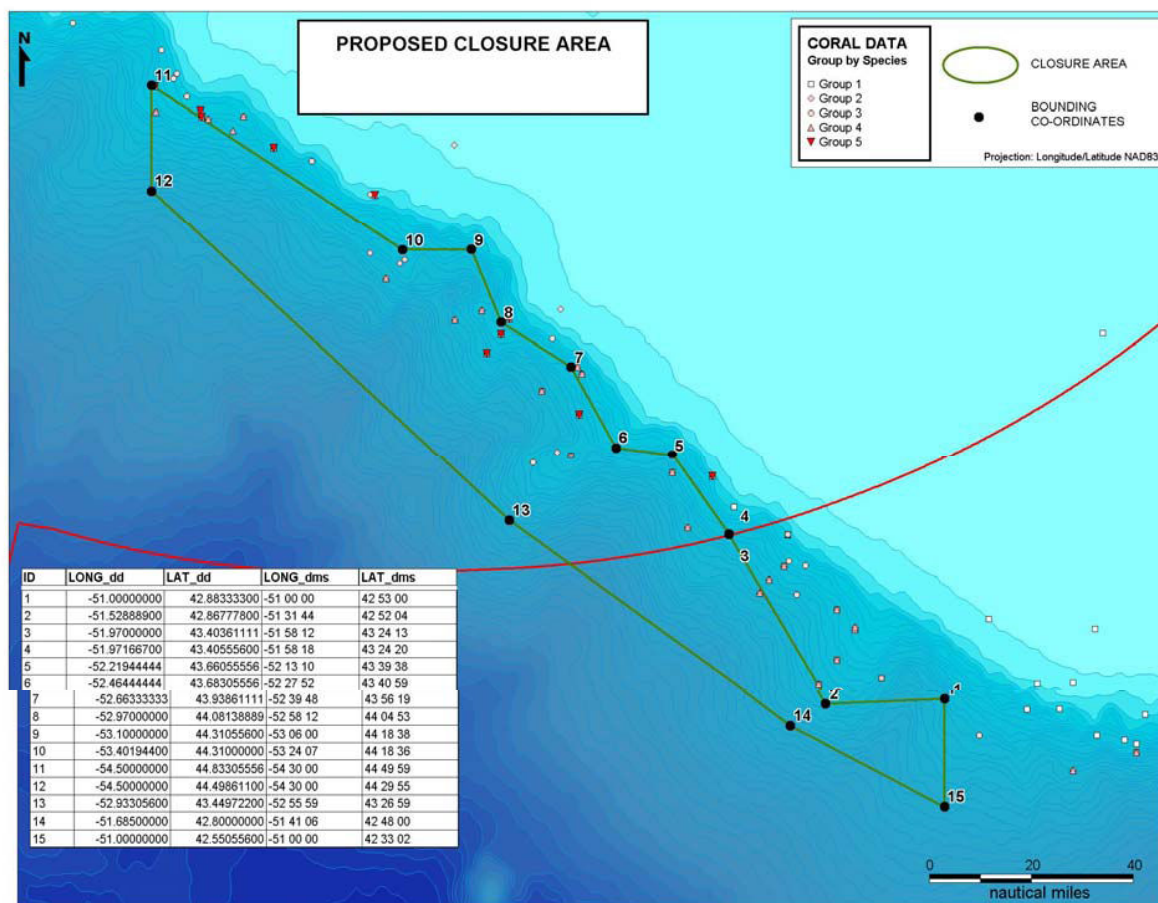 PROPOSED CLOSURE AREA
N
CORAL DATA
Group by Species
Group 1
Group 2
Group 3
Group 4
Group 5
CLOSURE AREA
BOUNDING
CO-ORDINATES
Projection: Longitude/Latitude NAD83
11
12
10
9
8
7
6
5
4
3
13
2
1
14
15
ID LONG_dd LAT_dd LONG_dms LAT_dms
1 -51.00000000 42.88333300 -51 00 00 42 53 00
2 -51.52888900 42.86777800 -51 31 44 42 52 04
3 -51.97000000 43.40361111 -51 58 12 43 24 13
4 -51.97166700 43.40555600 -51 58 18 43 24 20
5 -52.21944444 43.66055556 -52 13 10 43 39 38
6 -52.46444444 43.68305556 -52 27 52 43 40 59
7 -52.66333333 43.93861111 -52 39 48 43 56 19
8 -52.97000000 44.08138889 -52 58 12 44 04 53
9 -53.10000000 44.31055600 -53 06 00 44 18 38
10 -53.40194400 44.31000000 -53 24 07 44 18 36
11 -54.50000000 44.83305556 -54 30 00 44 49 59
12 -54.50000000 44.49861100 -54 30 00 44 29 55
13 -52.93305600 43.44972200 -52 55 59 43 26 59
14 -51.68500000 42.80000000 -51 41 06 42 48 00
15 -51.00000000 42.55055600 -51 00 00 42 33 02
0 20 40
nautical miles